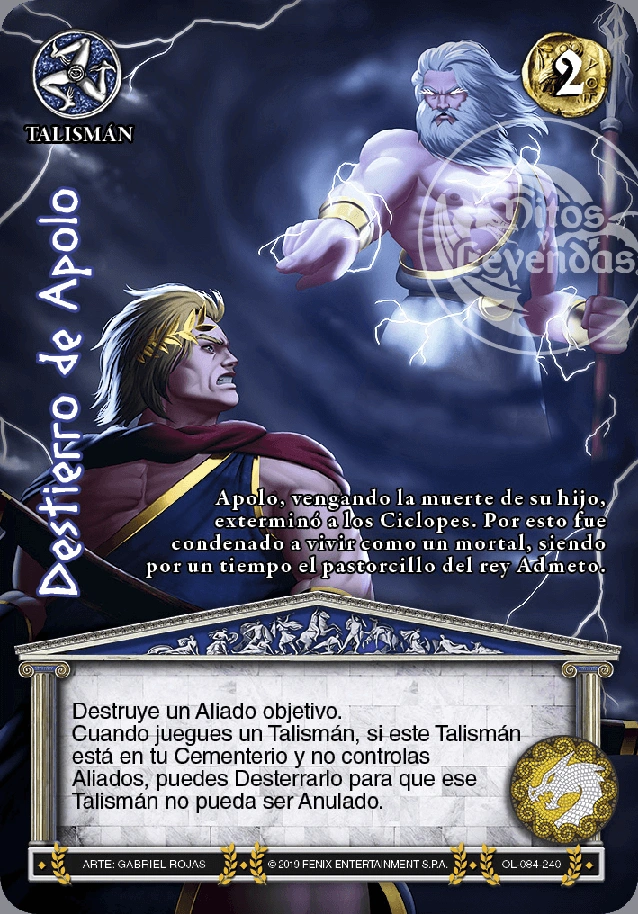 TALISMÁN
2
Mitos
Leyendas
Destierro de Apolo
Apolo, vengando la muerte de su hijo,
exterminó a los Ciclopes. Por esto fue
condenado a vivir como un mortal, siendo
por un tiempo el pastorcillo del rey Admeto.
Destruye un Aliado objetivo.
Cuando juegues un Talismán, si este Talismán
está en tu Cementerio y no controlas
Aliados, puedes Desterrarlo para que ese
Talismán no pueda ser Anulado.
ARTE: GABRIEL ROJAS
© 2019 FENIX ENTERTAINMENT S.P.A.
OL 084-240